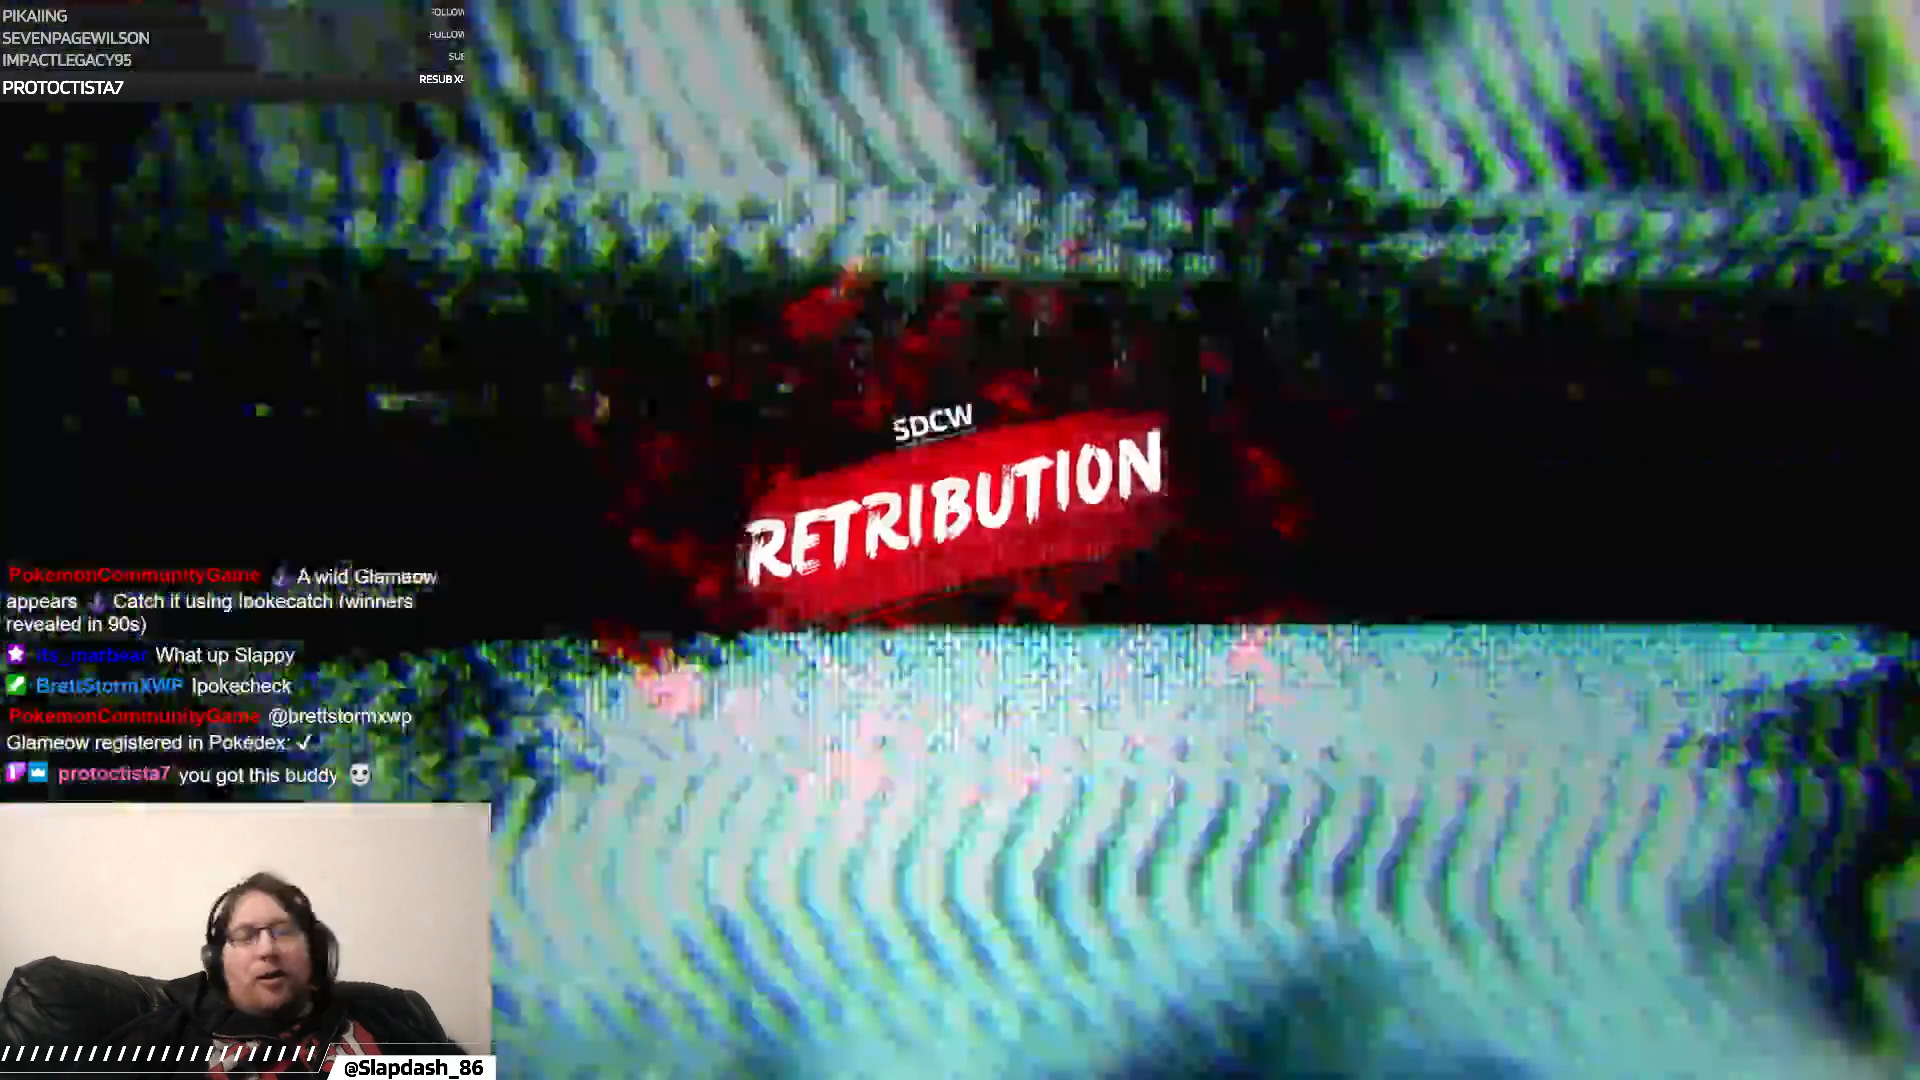 PIKAIING FOLLOW
SEVENPAGEWILSON FOLLOW
IMPACTLEGACY95 SUB
PROTOCTISTA7 RESUB
SDCW
RETRIBUTION
PokemonCommunityGame A wild Glameow
appears Catch it using !pokecatch (winners
revealed in 90s)
its_marbear What up Slappy
BrettStormXWP !pokecheck
PokemonCommunityGame @brettstormxwp
Glameow registered in Pokédex: ✔
protoctista7 you got this buddy
@Slapdash_86